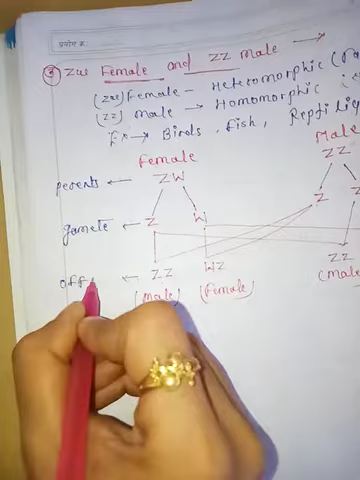 प्रयोग क्र.
③ ZW Female and ZZ Male →
(ZW) Female - Heteromorphic
(ZZ) Male → Homomorphic
Ex → Birds, Fish, Reptiles
Female Male
perents ← ZW ZZ
gamete ← Z W Z Z
off ← ZZ WZ ZZ
(Male) (Female) (Male)